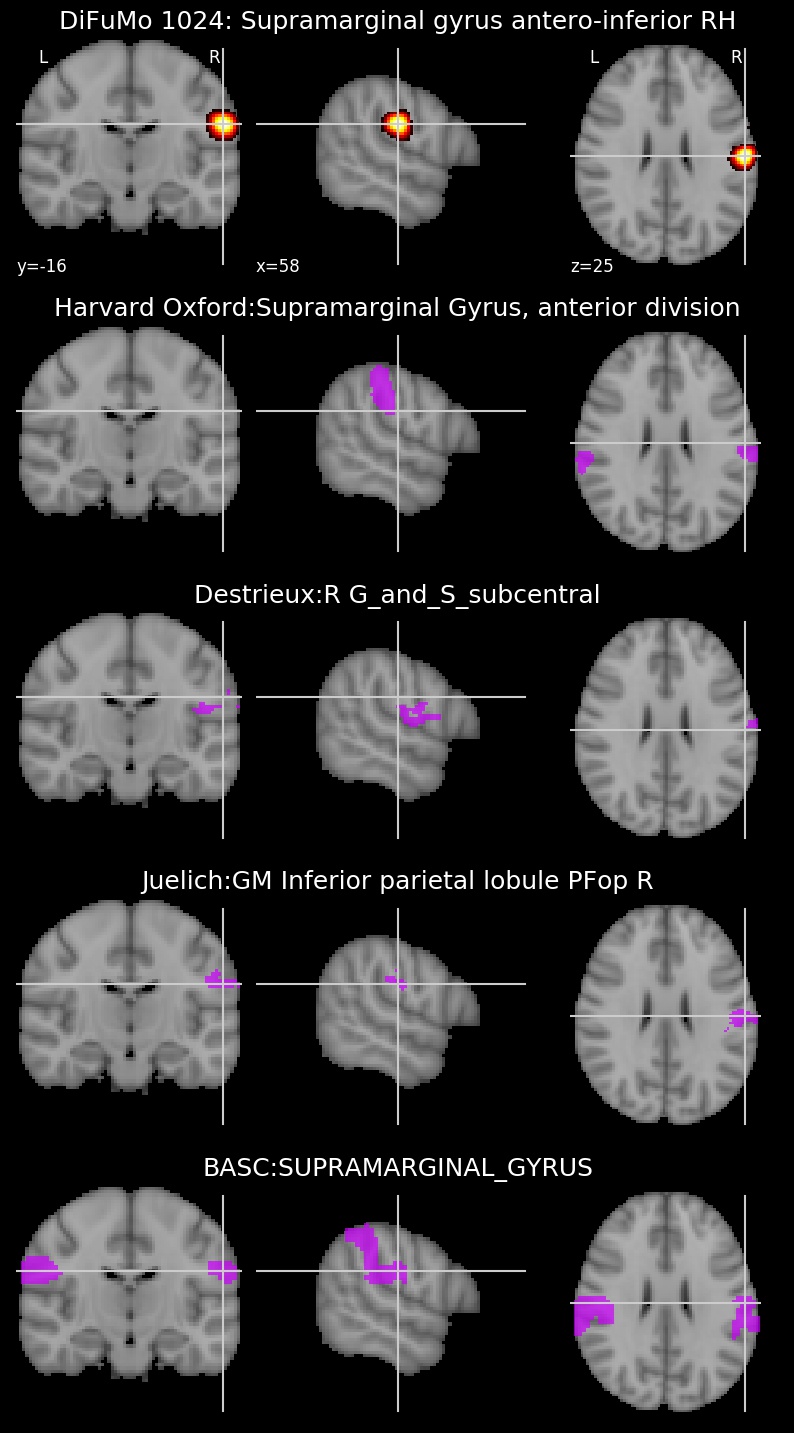 DiFuMo 1024: Supramarginal gyrus antero-inferior RH
L R L R
y=-16 x=58 z=25
Harvard Oxford:Supramarginal Gyrus, anterior division
Destrieux:R G_and_S_subcentral
Juelich:GM Inferior parietal lobule PFop R
BASC:SUPRAMARGINAL_GYRUS